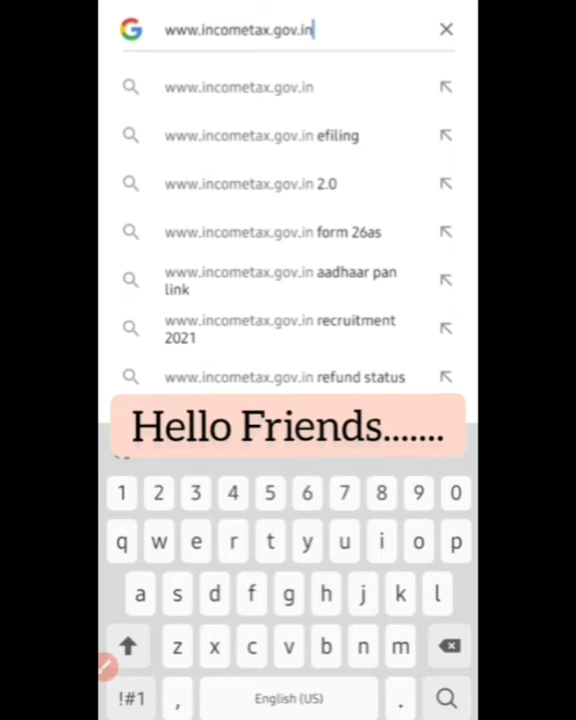 www.incometax.gov.in
www.incometax.gov.in
www.incometax.gov.in efiling
www.incometax.gov.in 2.0
www.incometax.gov.in form 26as
www.incometax.gov.in aadhaar pan
link
www.incometax.gov.in recruitment
2021
www.incometax.gov.in refund status
Hello Friends.......
1 2 3 4 5 6 7 8 9 0
q w e r t y u i o p
a s d f g h j k l
z x c v b n m
!#1 , English (US) .